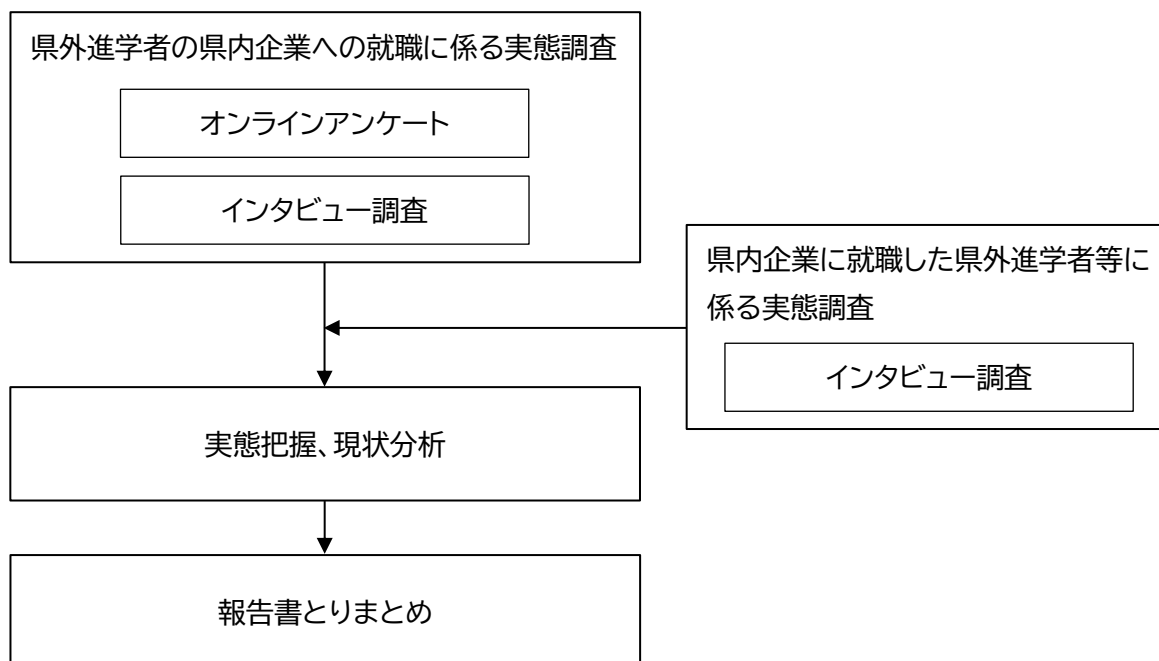 県外進学者の県内企業への就職に係る実態調査
オンラインアンケート
インタビュー調査
県内企業に就職した県外進学者等に
係る実態調査
インタビュー調査
実態把握、現状分析
報告書とりまとめ